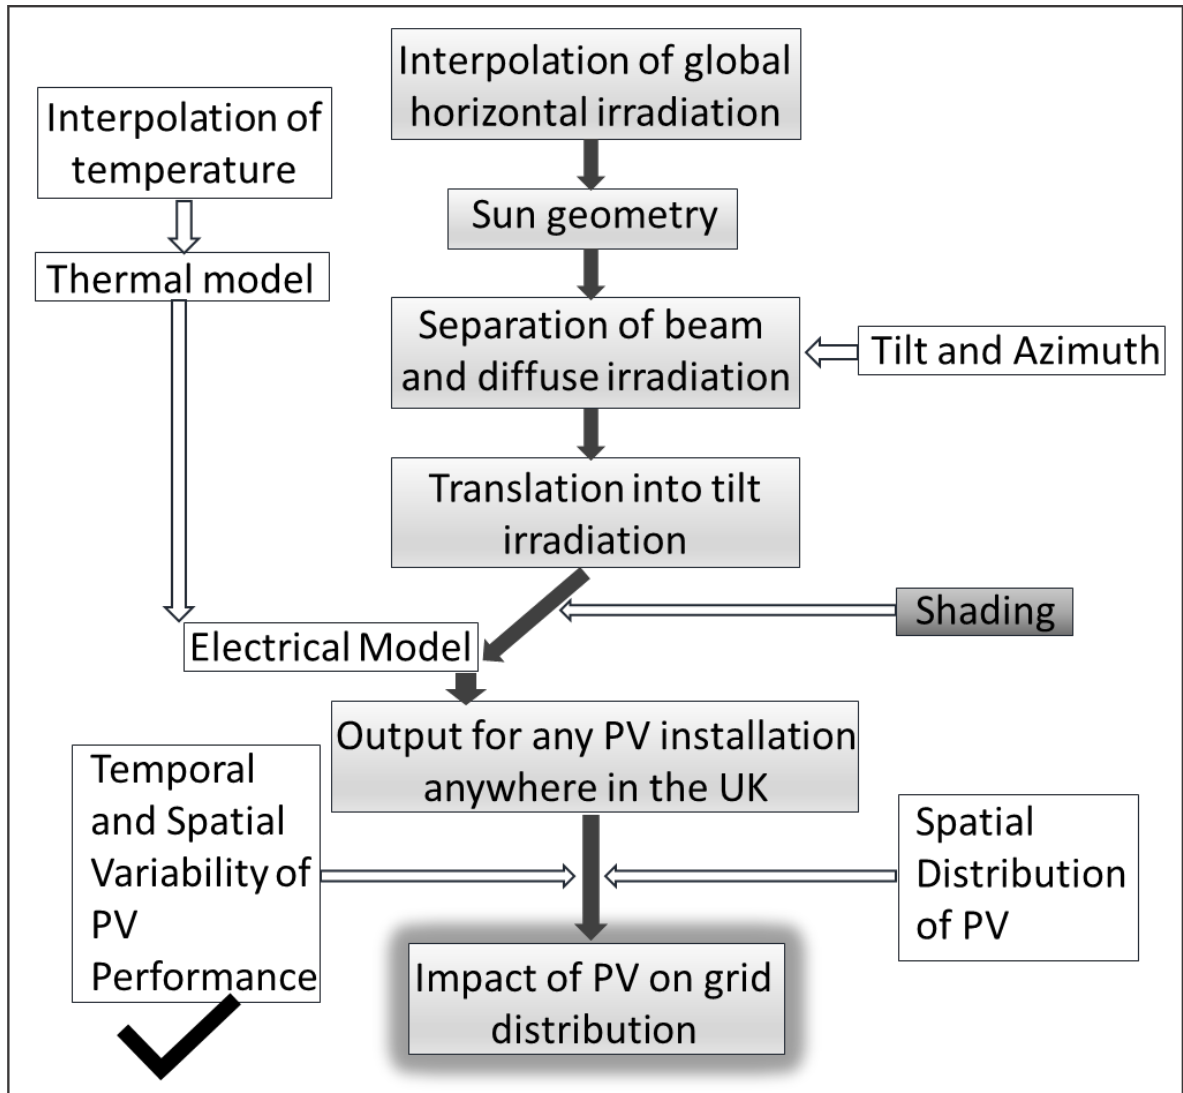 Interpolation of global
horizontal irradiation
Interpolation of
temperature
Sun geometry
Thermal model
Separation of beam
and diffuse irradiation
Tilt and Azimuth
Translation into tilt
irradiation
Shading
Electrical Model
Output for any PV installation
anywhere in the UK
Temporal
and Spatial
Variability of
PV
Performance
Spatial
Distribution
of PV
Impact of PV on grid
distribution